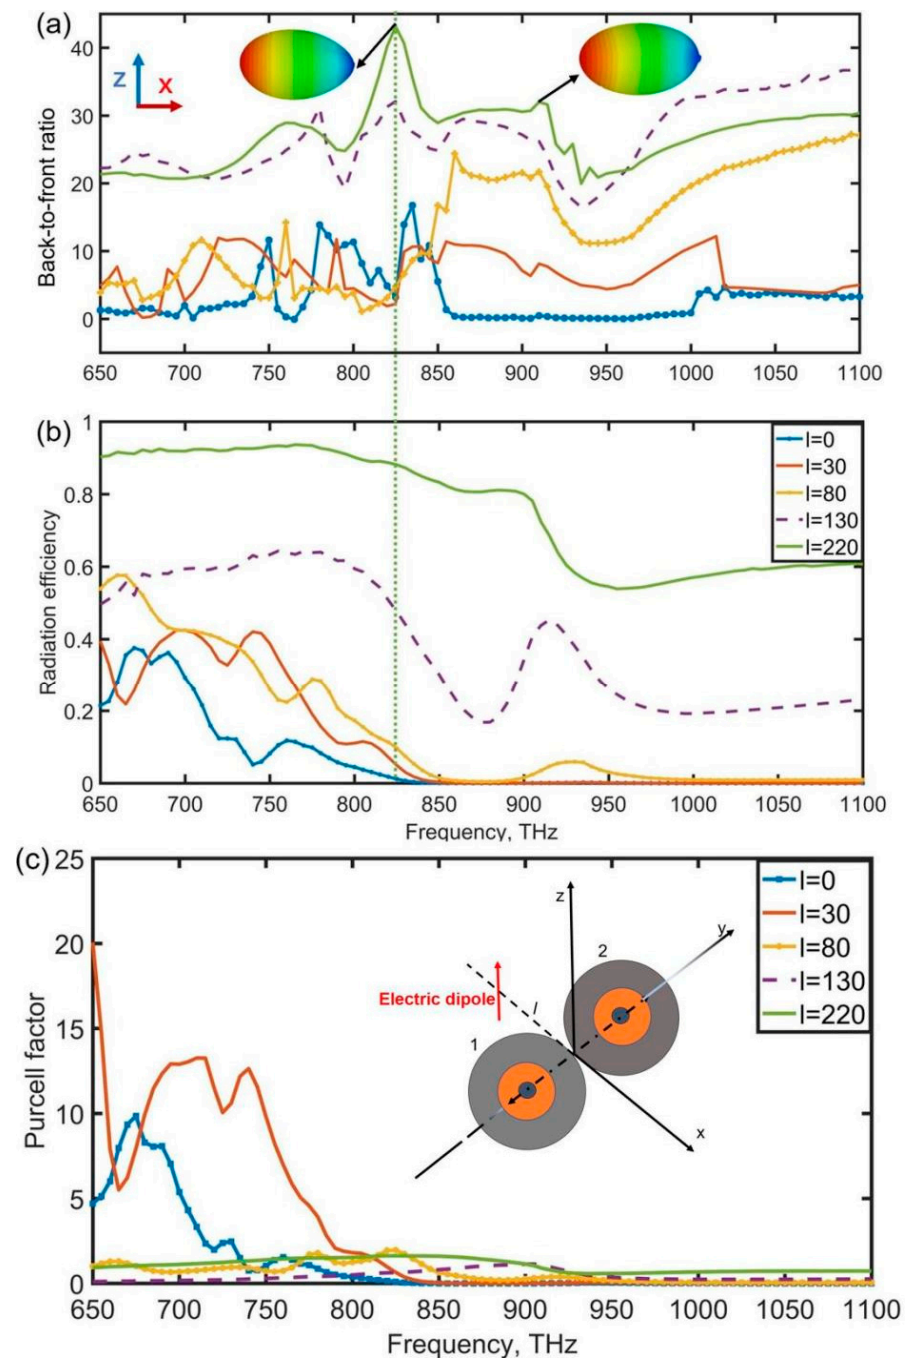 (a)
Back-to-front ratio
40
30
20
10
0
Z
X
650 700 750 800 850 900 950 1000 1050 1100
(b)
Radiation efficiency
1
0.8
0.6
0.4
0.2
0
l=0
l=30
l=80
l=130
l=220
650 700 750 800 850 900 950 1000 1050 1100
Frequency, THz
(c)
Purcell factor
25
20
15
10
5
0
l=0
l=30
l=80
l=130
l=220
z
y
2
Electric dipole
l
1
x
650 700 750 800 850 900 950 1000 1050 1100
Frequency, THz